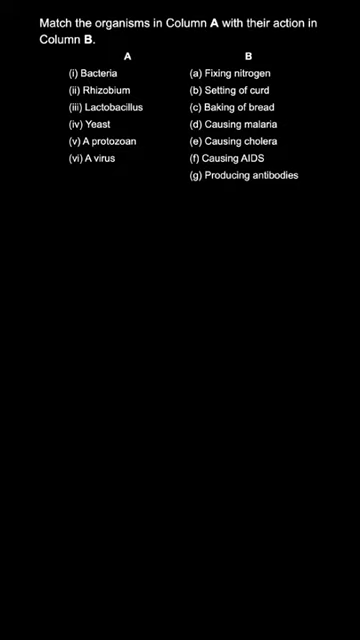 Match the organisms in Column A with their action in
Column B.
A B
(i) Bacteria (a) Fixing nitrogen
(ii) Rhizobium (b) Setting of curd
(iii) Lactobacillus (c) Baking of bread
(iv) Yeast (d) Causing malaria
(v) A protozoan (e) Causing cholera
(vi) A virus (f) Causing AIDS
(g) Producing antibodies